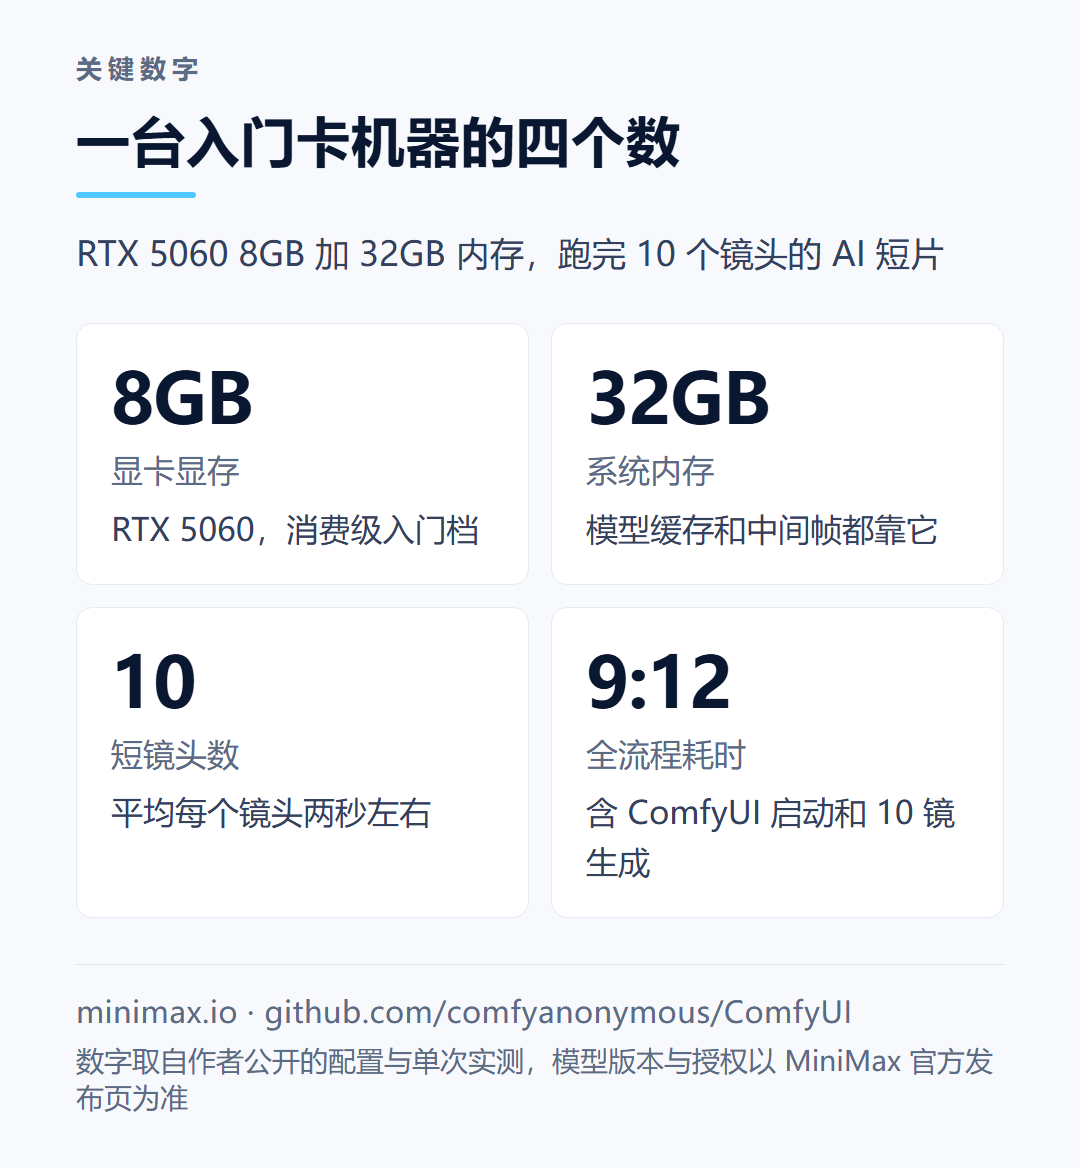 关键数字
一台入门卡机器的四个数
RTX 5060 8GB 加 32GB 内存，跑完 10 个镜头的 AI 短片
8GB
显卡显存
RTX 5060，消费级入门档
32GB
系统内存
模型缓存和中间帧都靠它
10
短镜头数
平均每个镜头两秒左右
9:12
全流程耗时
含 ComfyUI 启动和 10 镜
生成
minimax.io · github.com/comfyanonymous/ComfyUI
数字取自作者公开的配置与单次实测，模型版本与授权以 MiniMax 官方发
布页为准